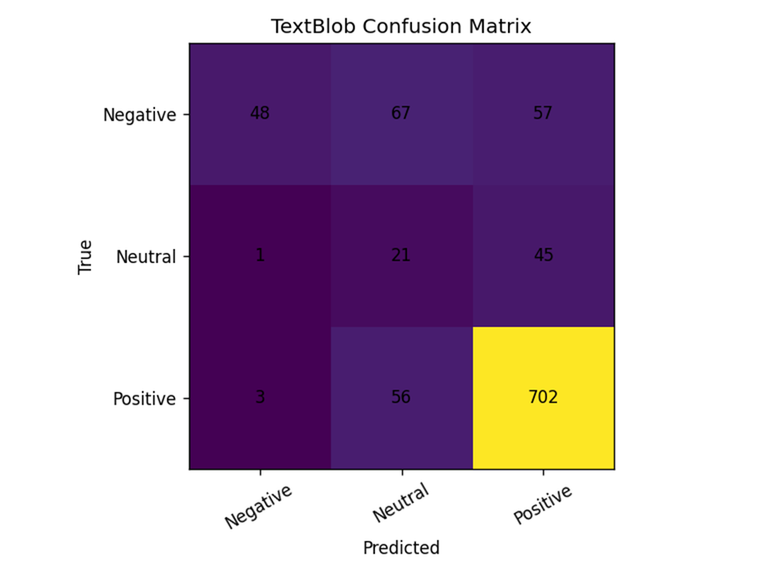 TextBlob Confusion Matrix
True
Negative 48 67 57
Neutral 1 21 45
Positive 3 56 702
Negative Neutral Positive
Predicted